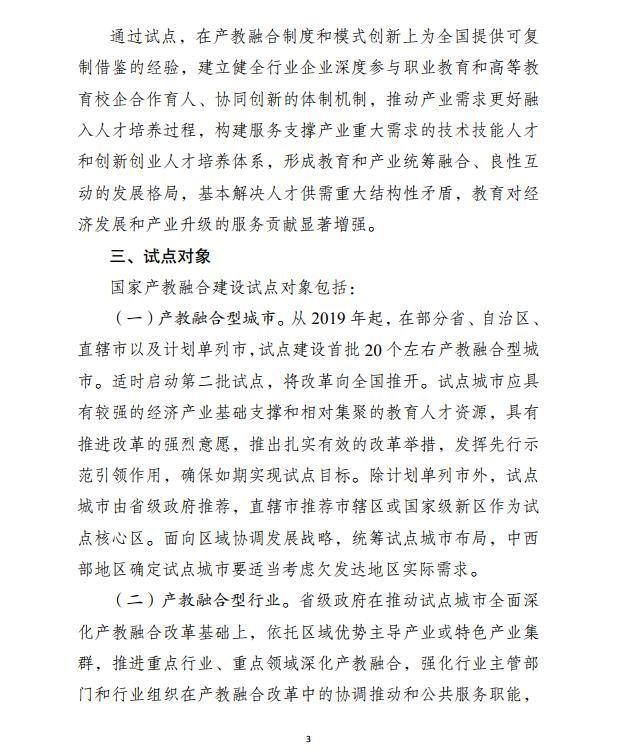 通过试点，在产教融合制度和模式创新上为全国提供可复
制借鉴的经验，建立健全行业企业深度参与职业教育和高等教
育校企合作育人、协同创新的体制机制，推动产业需求更好融
入人才培养过程，构建服务支撑产业重大需求的技术技能人才
和创新创业人才培养体系，形成教育和产业统筹融合、良性互
动的发展格局，基本解决人才供需重大结构性矛盾，教育对经
济发展和产业升级的服务贡献显著增强。
三、试点对象
国家产教融合建设试点对象包括：
（一）产教融合型城市。从 2019 年起，在部分省、自治区、
直辖市以及计划单列市，试点建设首批 20 个左右产教融合型城
市。适时启动第二批试点，将改革向全国推开。试点城市应具
有较强的经济产业基础支撑和相对集聚的教育人才资源，具有
推进改革的强烈意愿，推出扎实有效的改革举措，发挥先行示
范引领作用，确保如期实现试点目标。除计划单列市外，试点
城市由省级政府推荐，直辖市推荐市辖区或国家级新区作为试
点核心区。面向区域协调发展战略，统筹试点城市布局，中西
部地区确定试点城市要适当考虑欠发达地区实际需求。
（二）产教融合型行业。省级政府在推动试点城市全面深
化产教融合改革基础上，依托区域优势主导产业或特色产业集
群，推进重点行业、重点领域深化产教融合，强化行业主管部
门和行业组织在产教融合改革中的协调推动和公共服务职能，
3